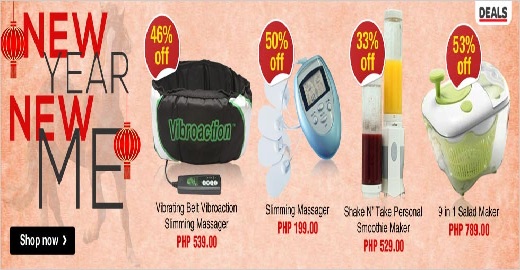 DEALS
NEW
YEAR
NEW
ME
Shop now >
46%
off
Vibroaction™
Vibrating Belt Vibroaction
Slimming Massager
PHP 539.00
50%
off
Slimming Massager
PHP 199.00
33%
off
Shake N' Take Personal
Smoothie Maker
PHP 529.00
53%
off
9 in 1 Salad Maker
PHP 789.00